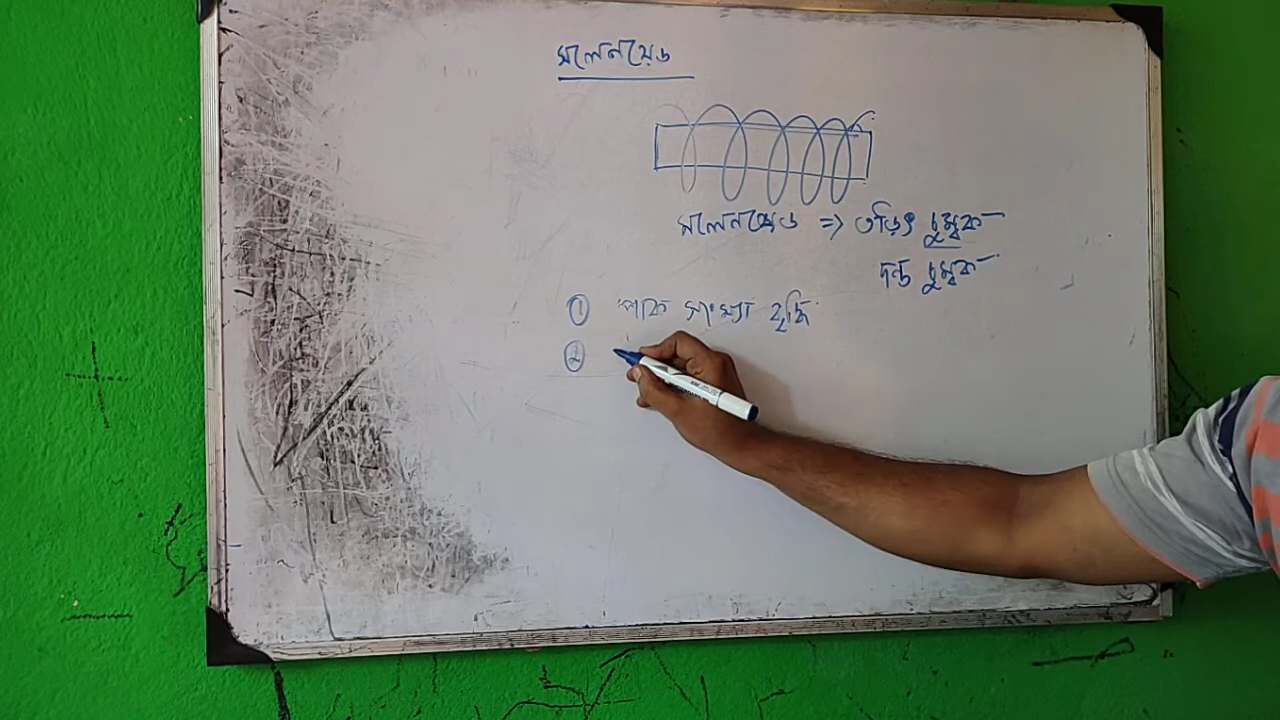 সলেনয়েড
সলেনয়েড => তড়িৎ চুম্বক
দন্ড চুম্বক
① পাক সংখ্যা বৃদ্ধি
②